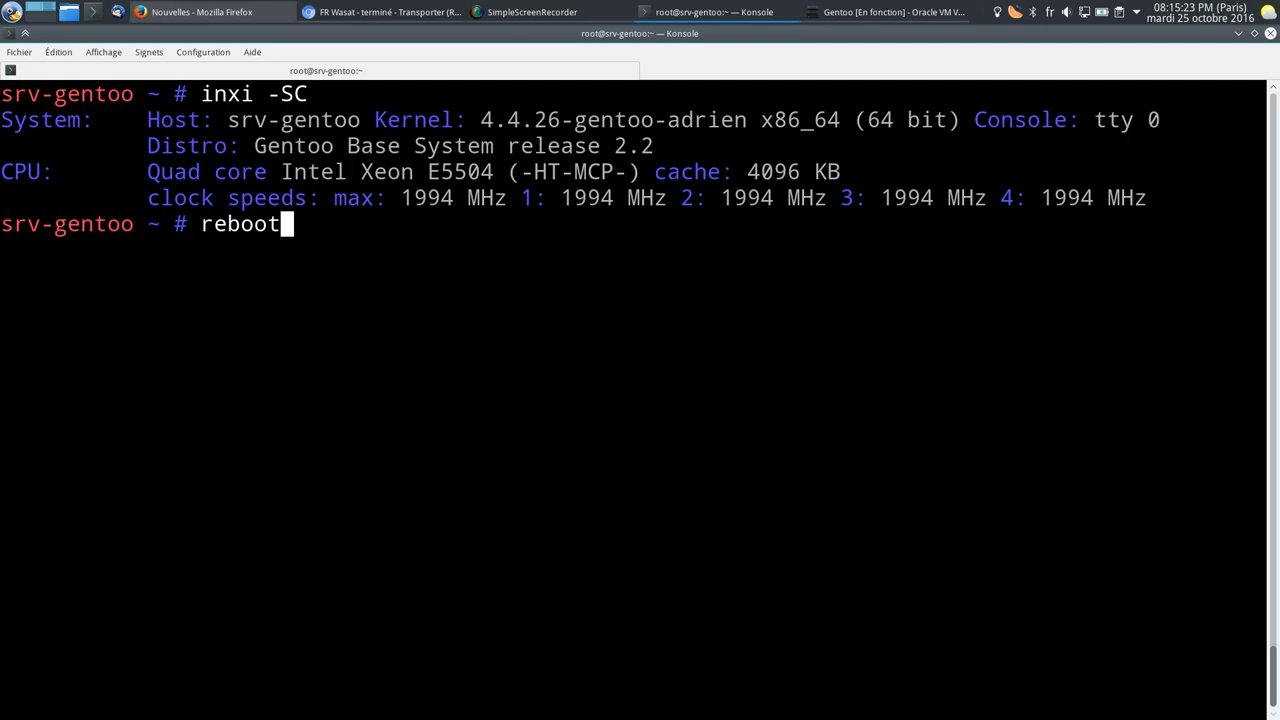 Nouvelles - Mozilla Firefox
FR Wasat - terminé - Transporter (R...
SimpleScreenRecorder
root@srv-gentoo:~ — Konsole
Gentoo [En fonction] - Oracle VM V...
fr
08:15:23 PM (Paris)
mardi 25 octobre 2016
root@srv-gentoo:~ — Konsole
Fichier Édition Affichage Signets Configuration Aide
root@srv-gentoo:~
srv-gentoo ~ # inxi -SC
System: Host: srv-gentoo Kernel: 4.4.26-gentoo-adrien x86_64 (64 bit) Console: tty 0
Distro: Gentoo Base System release 2.2
CPU: Quad core Intel Xeon E5504 (-HT-MCP-) cache: 4096 KB
clock speeds: max: 1994 MHz 1: 1994 MHz 2: 1994 MHz 3: 1994 MHz 4: 1994 MHz
srv-gentoo ~ # reboot